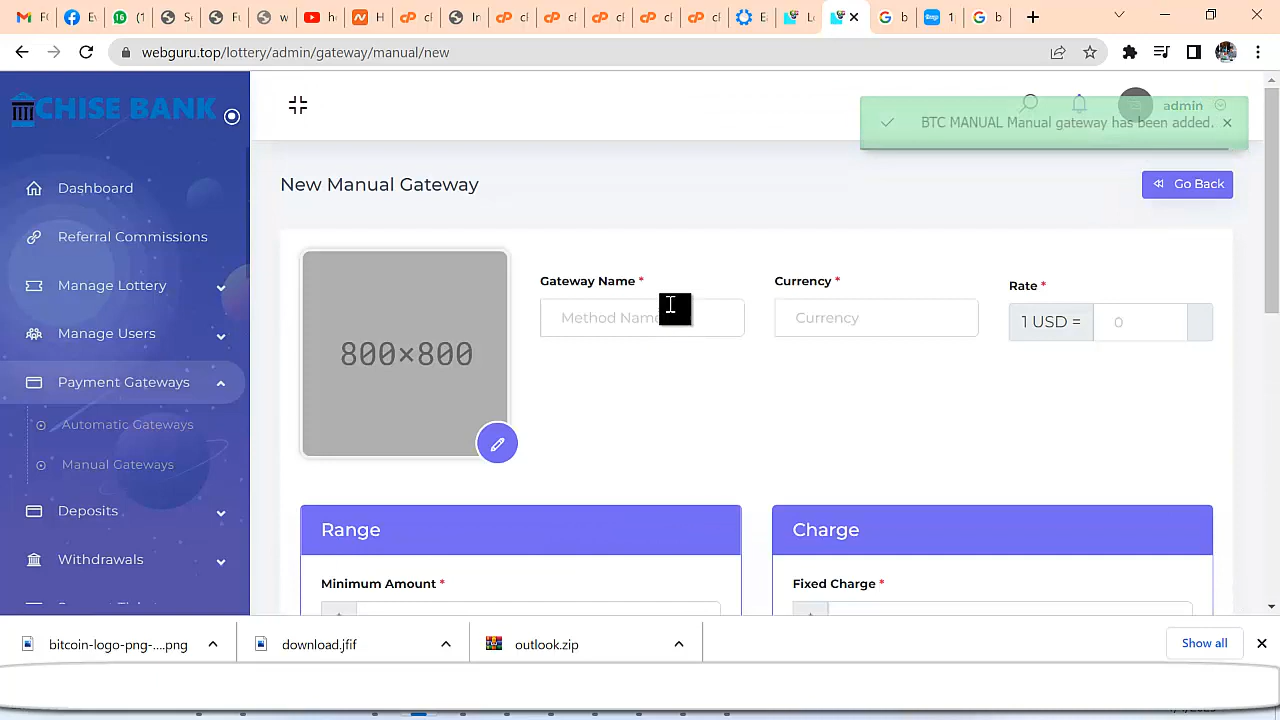 webguru.top/lottery/admin/gateway/manual/new
CHISE BANK
admin
BTC MANUAL Manual gateway has been added.
New Manual Gateway
Go Back
Dashboard
Referral Commissions
Manage Lottery
Manage Users
Payment Gateways
Automatic Gateways
Manual Gateways
Deposits
Withdrawals
800×800
Gateway Name *
Method Name
Currency *
Currency
Rate *
1 USD =
0
Range
Minimum Amount *
Charge
Fixed Charge *
bitcoin-logo-png-....png
download.jfif
outlook.zip
Show all